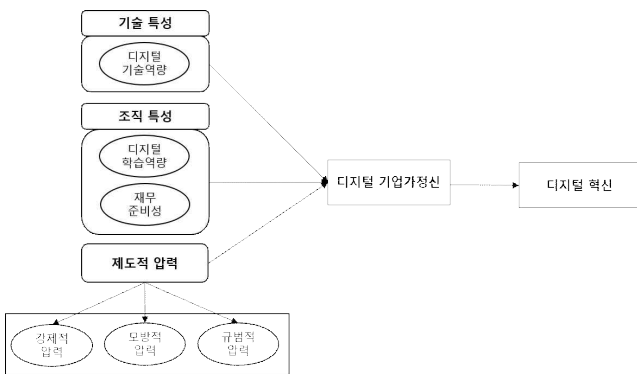 기술 특성
디지털
기술역량
조직 특성
디지털
학습역량
재무
준비성
제도적 압력
강제적
압력
모방적
압력
규범적
압력
디지털 기업가정신
디지털 혁신